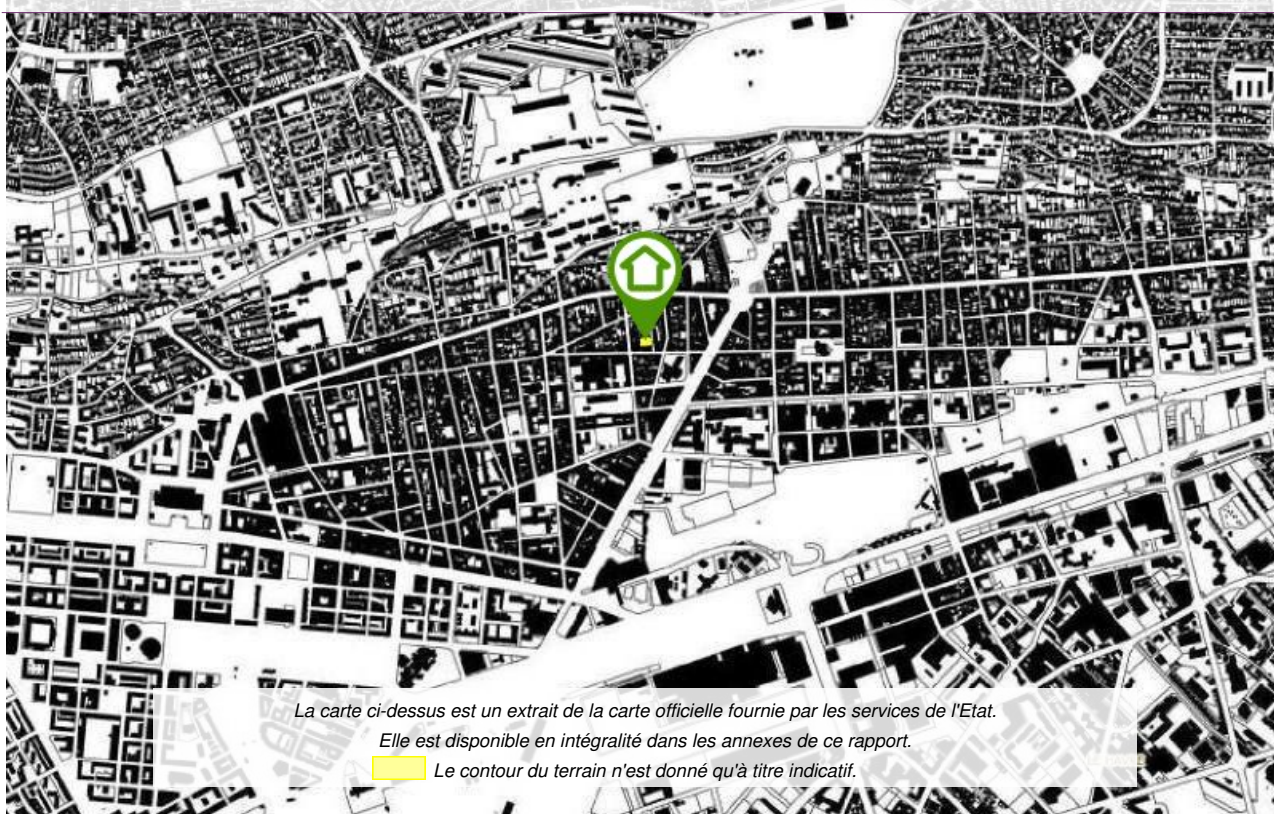 La carte ci-dessus est un extrait de la carte officielle fournie par les services de l'Etat.
Elle est disponible en intégralité dans les annexes de ce rapport.
Le contour du terrain n'est donné qu'à titre indicatif.